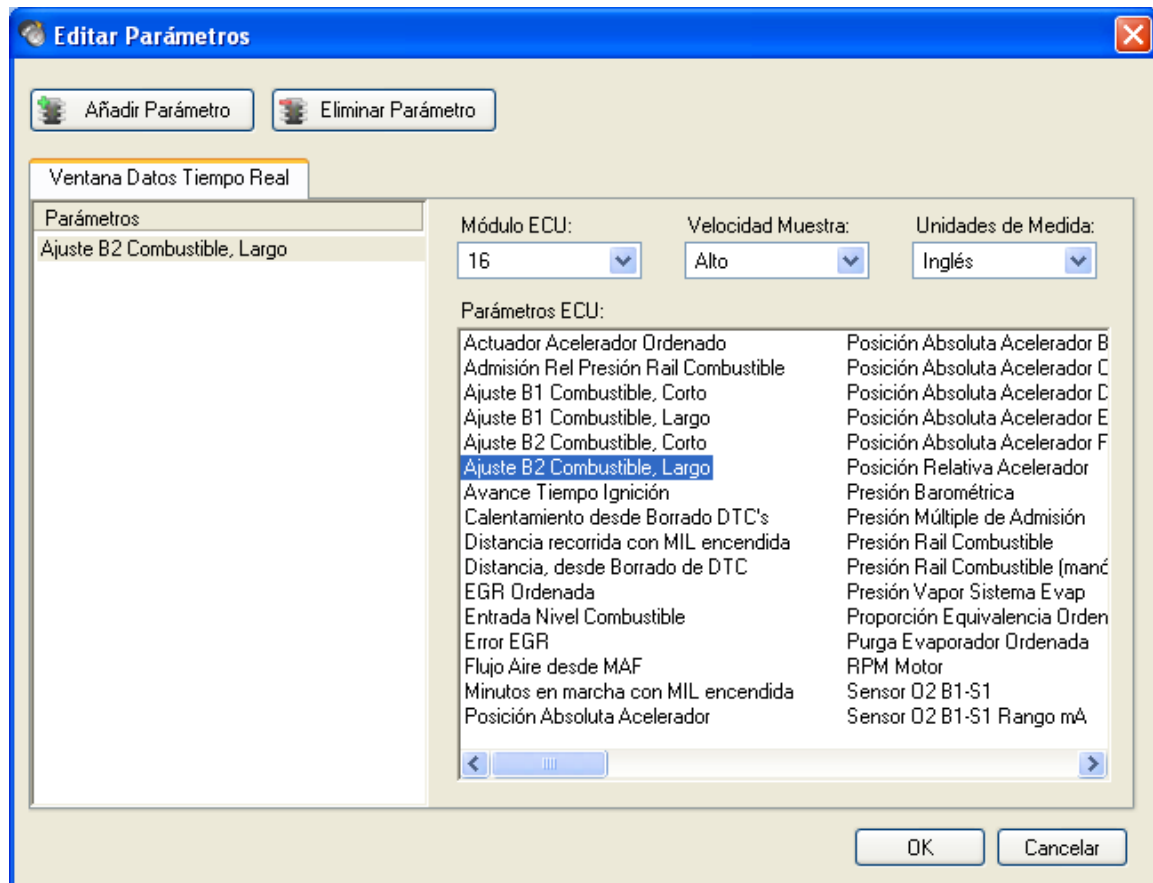 Editar Parámetros
Añadir Parámetro
Eliminar Parámetro
Ventana Datos Tiempo Real
Parámetros
Ajuste B2 Combustible, Largo
Módulo ECU:
Velocidad Muestra:
Unidades de Medida:
16
Alto
Inglés
Parámetros ECU:
Actuador Acelerador Ordenado
Admisión Rel Presión Rail Combustible
Ajuste B1 Combustible, Corto
Ajuste B1 Combustible, Largo
Ajuste B2 Combustible, Corto
Ajuste B2 Combustible, Largo
Avance Tiempo Ignición
Calentamiento desde Borrado DTC's
Distancia recorrida con MIL encendida
Distancia, desde Borrado de DTC
EGR Ordenada
Entrada Nivel Combustible
Error EGR
Flujo Aire desde MAF
Minutos en marcha con MIL encendida
Posición Absoluta Acelerador
Posición Absoluta Acelerador B
Posición Absoluta Acelerador C
Posición Absoluta Acelerador D
Posición Absoluta Acelerador E
Posición Absoluta Acelerador F
Posición Relativa Acelerador
Presión Barométrica
Presión Múltiple de Admisión
Presión Rail Combustible
Presión Rail Combustible (manó
Presión Vapor Sistema Evap
Proporción Equivalencia Orden
Purga Evaporador Ordenada
RPM Motor
Sensor O2 B1-S1
Sensor O2 B1-S1 Rango mA
OK
Cancelar